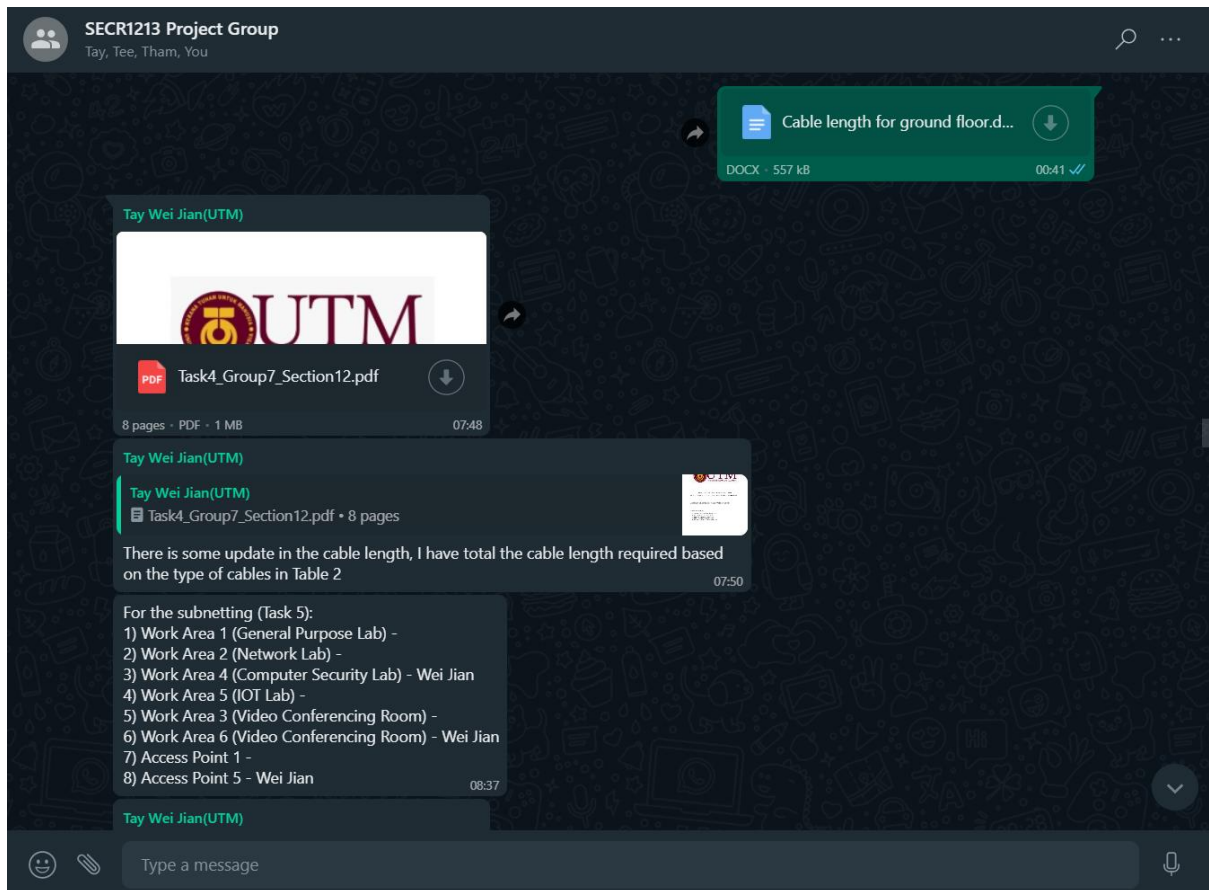 SECR1213 Project Group
Tay, Tee, Tham, You
Cable length for ground floor.d...
DOCX • 557 kB
00:41
Tay Wei Jian(UTM)
UTM
PDF
Task4_Group7_Section12.pdf
8 pages • PDF • 1 MB
07:48
Tay Wei Jian(UTM)
Tay Wei Jian(UTM)
Task4_Group7_Section12.pdf • 8 pages
There is some update in the cable length, I have total the cable length required based
on the type of cables in Table 2
07:50
For the subnetting (Task 5):
1) Work Area 1 (General Purpose Lab) -
2) Work Area 2 (Network Lab) -
3) Work Area 4 (Computer Security Lab) - Wei Jian
4) Work Area 5 (IOT Lab) -
5) Work Area 3 (Video Conferencing Room) -
6) Work Area 6 (Video Conferencing Room) - Wei Jian
7) Access Point 1 -
8) Access Point 5 - Wei Jian
08:37
Tay Wei Jian(UTM)
Type a message